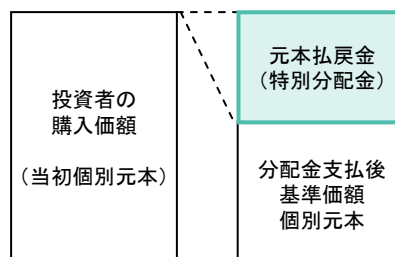 投資者の
購入価額
（当初個別元本）
元本払戻金
（特別分配金）
分配金支払後
基準価額
個別元本